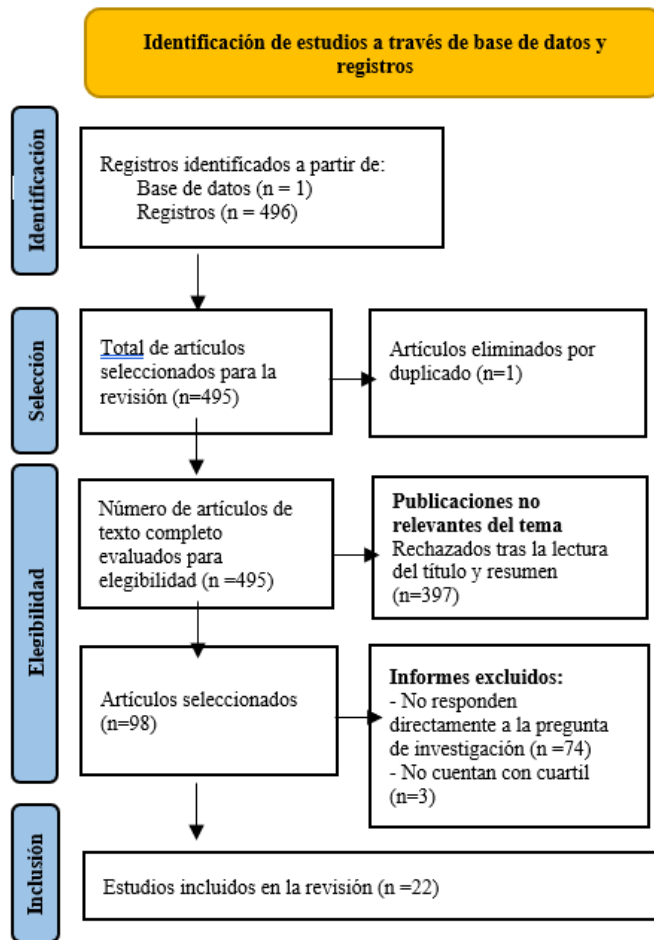 Identificación de estudios a través de base de datos y
registros
Identificación
Registros identificados a partir de:
Base de datos (n = 1)
Registros (n = 496)
Selección
Total de artículos
seleccionados para la
revisión (n=495)
Artículos eliminados por
duplicado (n=1)
Elegibilidad
Número de artículos de
texto completo
evaluados para
elegibilidad (n =495)
Publicaciones no
relevantes del tema
Rechazados tras la lectura
del título y resumen
(n=397)
Artículos seleccionados
(n=98)
Informes excluidos:
- No responden
directamente a la pregunta
de investigación (n =74)
- No cuentan con cuartil
(n=3)
Inclusión
Estudios incluidos en la revisión (n =22)